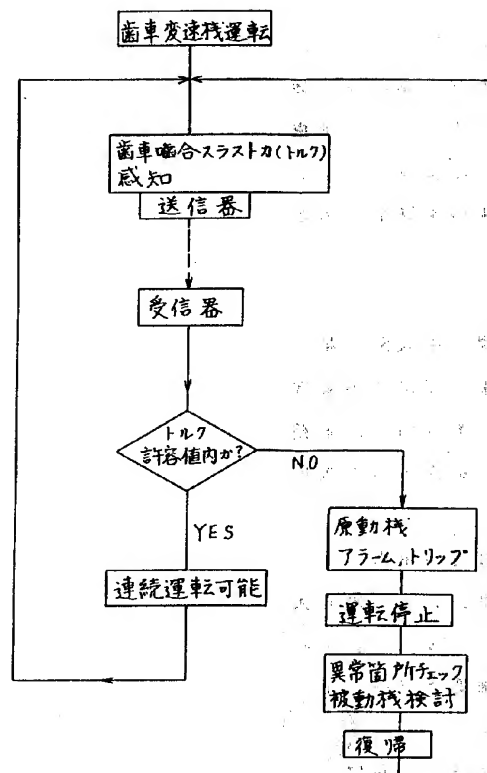 歯車変速機運転
歯車噛合スラスト力(トルク)
感知
送信器
受信器
トルク
許容値内か?
NO
YES
原動機
アラーム,トリップ
連続運転可能
運転停止
異常箇所チェック
被動機検討
復帰